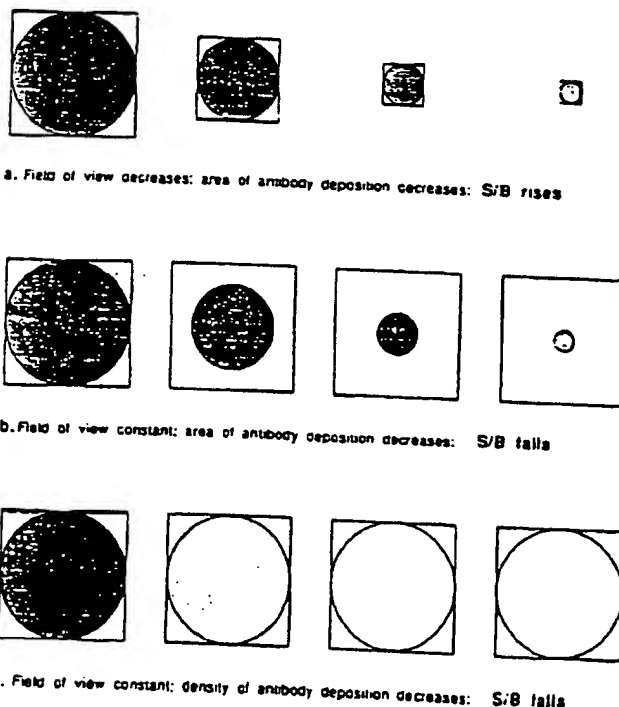 a. Field of view decreases; area of antibody deposition decreases: S/B rises
b. Field of view constant; area of antibody deposition decreases: S/B falls
. Field of view constant; density of antibody deposition decreases: S/B falls